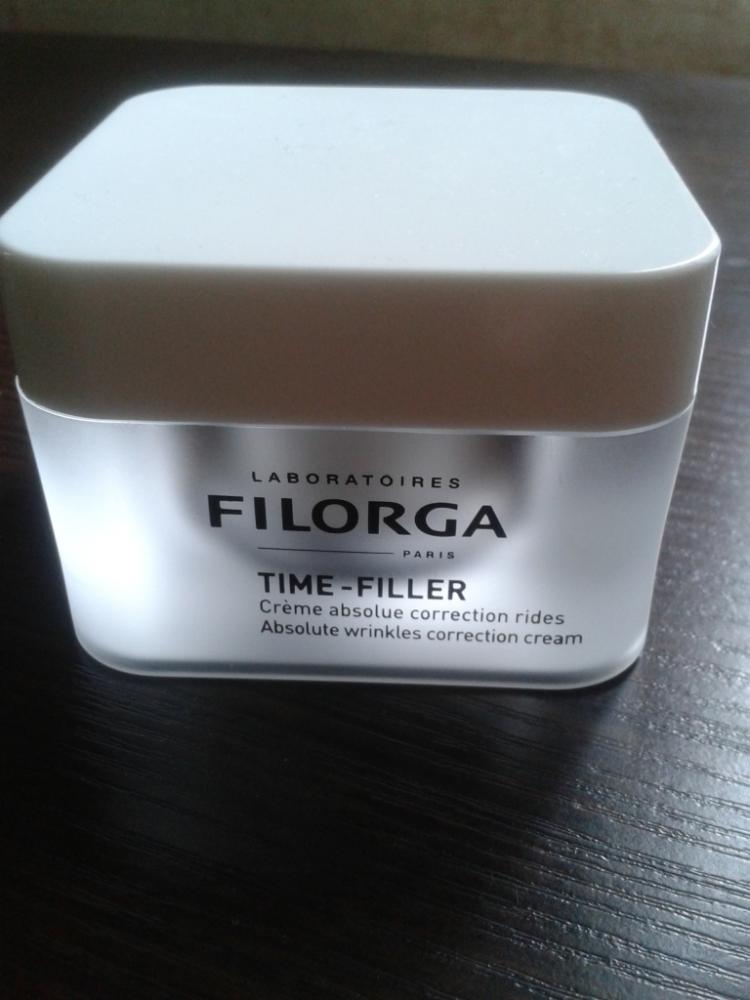 LABORATOIRES
FILORGA
PARIS
TIME-FILLER
Crème absolue correction rides
Absolute wrinkles correction cream